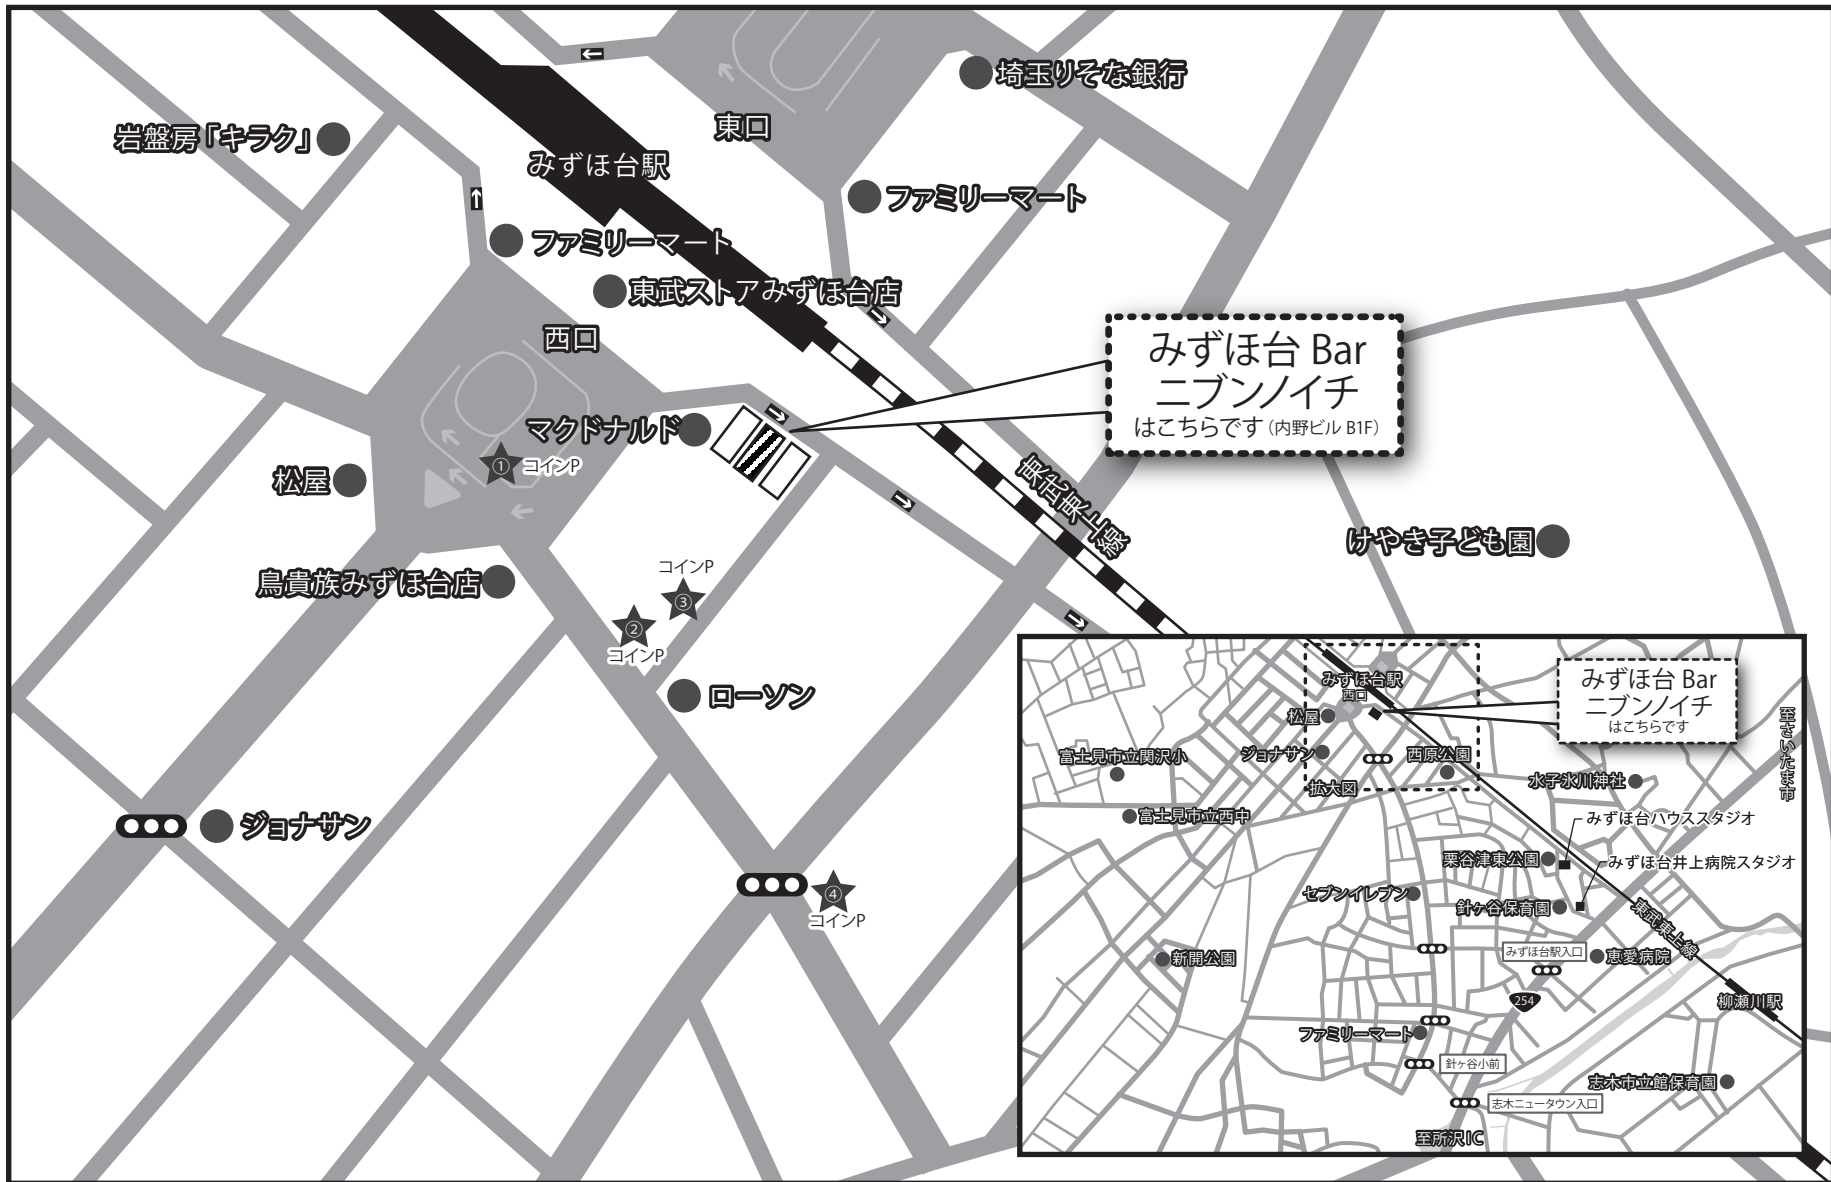 埼玉りそな銀行
東口
岩盤房「キラク」
みずほ台駅
ファミリーマート
ファミリーマート
東武ストアみずほ台店
西口
みずほ台 Bar
ニブンノイチ
はこちらです（内野ビル B1F）
マクドナルド
① コインP
松屋
東武東上線
けやき子ども園
鳥貴族みずほ台店
コインP
③
②
コインP
ローソン
ジョナサン
④
コインP
みずほ台駅
西口
みずほ台 Bar
ニブンノイチ
はこちらです
松屋
至さいたま市
ジョナサン
西原公園
富士見市立関沢小
拡大図
水子氷川神社
富士見市立西中
みずほ台ハウススタジオ
栗谷津東公園
みずほ台井上病院スタジオ
セブンイレブン
針ヶ谷保育園
東武東上線
みずほ台駅入口
恵愛病院
新開公園
254
柳瀬川駅
ファミリーマート
針ヶ谷小前
志木市立館保育園
志木ニュータウン入口
至所沢IC